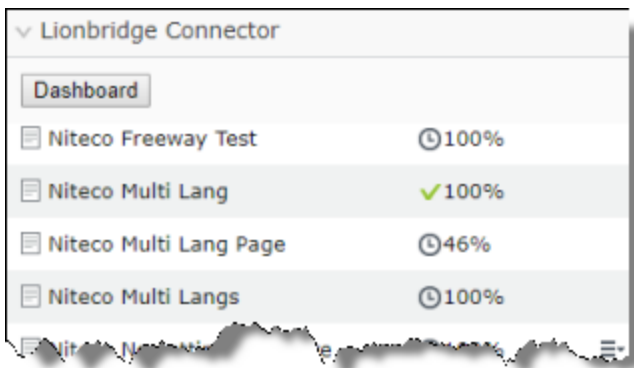 Lionbridge Connector
Dashboard
Niteco Freeway Test 100%
Niteco Multi Lang 100%
Niteco Multi Lang Page 46%
Niteco Multi Langs 100%